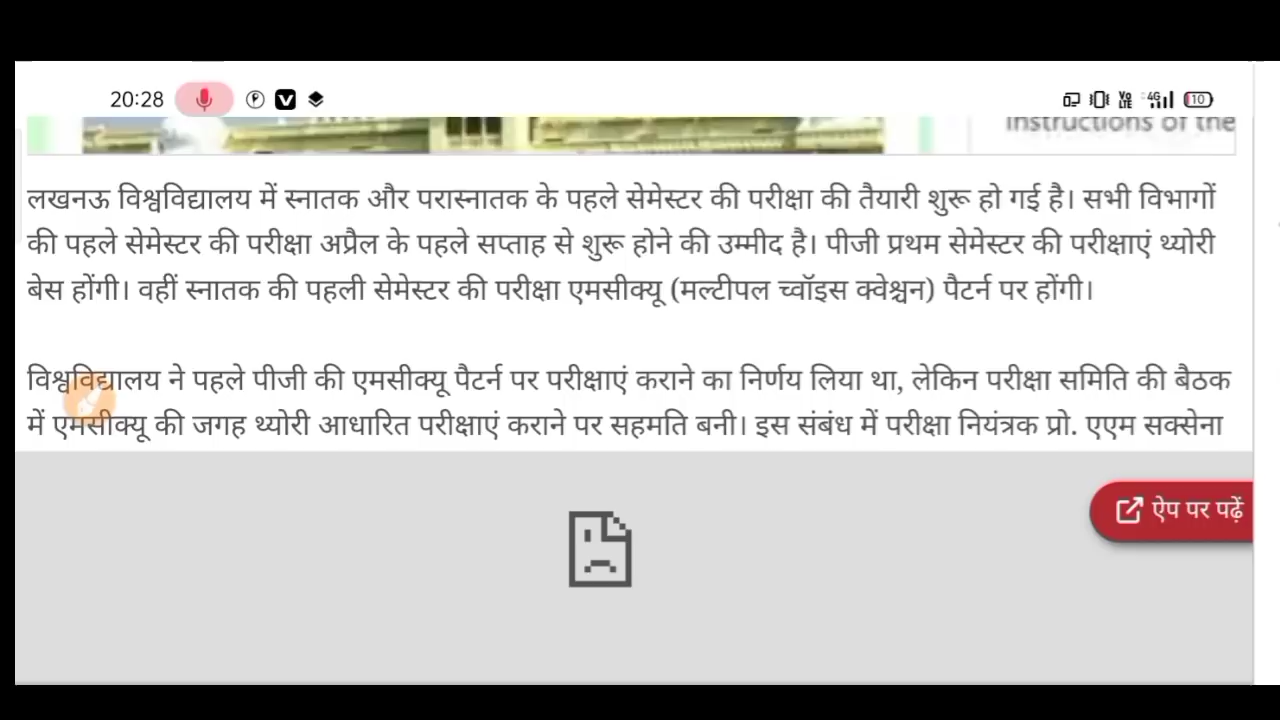 20:28
VoLTE 4G 10
Instructions of the
लखनऊ विश्वविद्यालय में स्नातक और परास्नातक के पहले सेमेस्टर की परीक्षा की तैयारी शुरू हो गई है। सभी विभागों
की पहले सेमेस्टर की परीक्षा अप्रैल के पहले सप्ताह से शुरू होने की उम्मीद है। पीजी प्रथम सेमेस्टर की परीक्षाएं थ्योरी
बेस होंगी। वहीं स्नातक की पहली सेमेस्टर की परीक्षा एमसीक्यू (मल्टीपल च्वॉइस क्वेश्चन) पैटर्न पर होंगी।
विश्वविद्यालय ने पहले पीजी की एमसीक्यू पैटर्न पर परीक्षाएं कराने का निर्णय लिया था, लेकिन परीक्षा समिति की बैठक
में एमसीक्यू की जगह थ्योरी आधारित परीक्षाएं कराने पर सहमति बनी। इस संबंध में परीक्षा नियंत्रक प्रो. एएम सक्सेना
ऐप पर पढ़ें